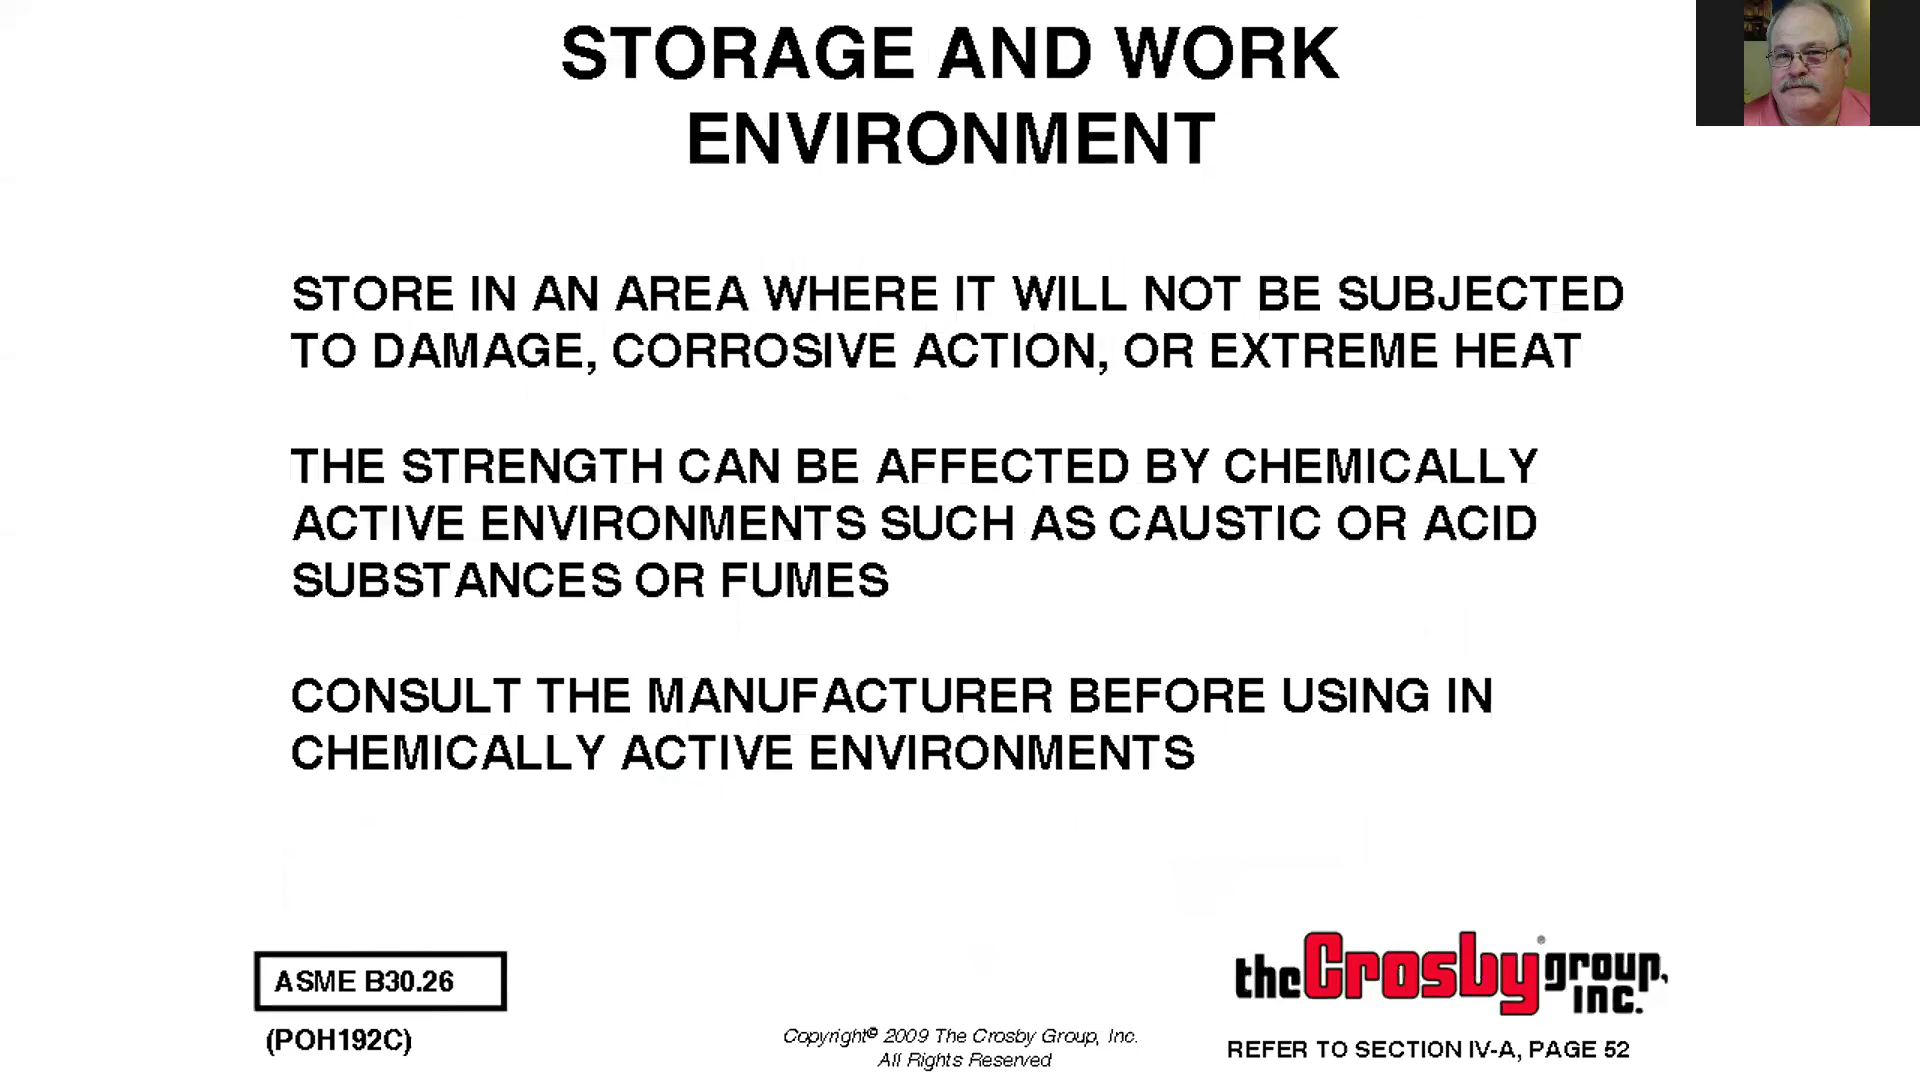 STORAGE AND WORK
ENVIRONMENT
STORE IN AN AREA WHERE IT WILL NOT BE SUBJECTED
TO DAMAGE, CORROSIVE ACTION, OR EXTREME HEAT
THE STRENGTH CAN BE AFFECTED BY CHEMICALLY
ACTIVE ENVIRONMENTS SUCH AS CAUSTIC OR ACID
SUBSTANCES OR FUMES
CONSULT THE MANUFACTURER BEFORE USING IN
CHEMICALLY ACTIVE ENVIRONMENTS
ASME B30.26
(POH192C)
Copyright© 2009 The Crosby Group, Inc.
All Rights Reserved
the Crosby® group, inc.
REFER TO SECTION IV-A, PAGE 52